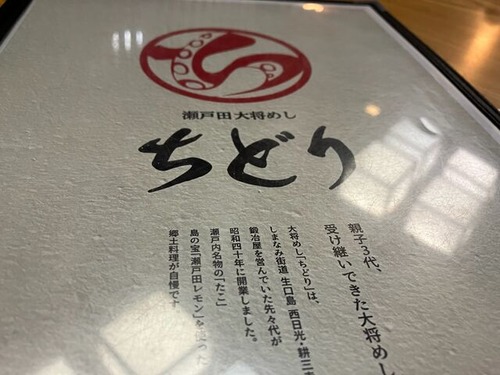 瀬戸田大将めし
ちどり
親子3代、
受け継いできた大将めし
大将めし「ちどり」は、
しまなみ街道 生口島 西日光・耕三
鍛冶屋を営んでいた先々代が
昭和四十年に開業しました。
瀬戸内名物の「たこ」
島の宝「瀬戸田レモン」を使った
郷土料理が自慢です